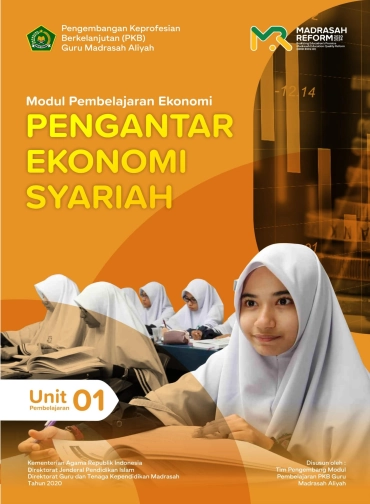 Pengembangan Keprofesian
Berkelanjutan (PKB)
Guru Madrasah Aliyah
MADRASAH
REFORM
Modul Pembelajaran Ekonomi
PENGANTAR
EKONOMI
SYARIAH
-12.14
Unit
Pembelajaran
01
Kementerian Agama Republik Indonesia
Direktorat Jenderal Pendidikan Islam
Direktorat Guru dan Tenaga Kependidikan Madrasah
Tahun 2020
Disusun oleh :
Tim Pengembang Modul
Pembelajaran PKB Guru
Madrasah Aliyah